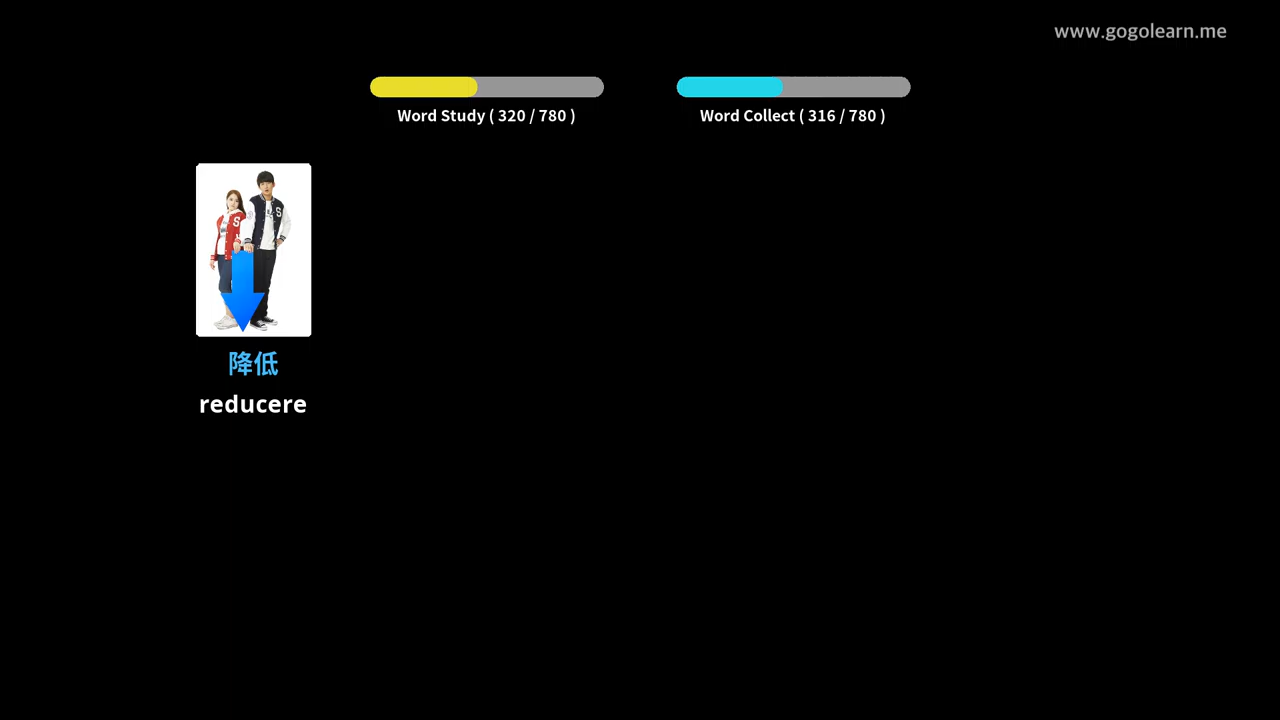 www.gogolearn.me
Word Study ( 320 / 780 )
Word Collect ( 316 / 780 )
S
S
降低
reducere